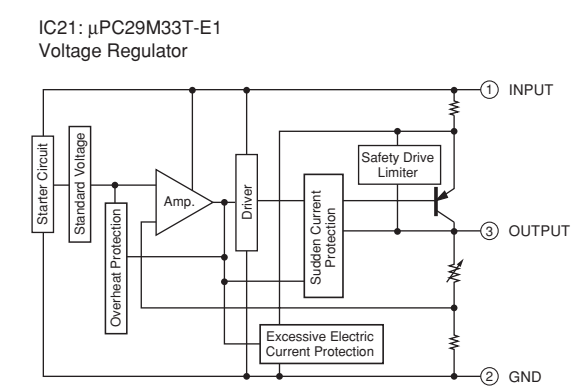 IC21: µPC29M33T-E1
Voltage Regulator
1 INPUT
Starter Circuit
Standard Voltage
Overheat Protection
Amp.
Driver
Sudden Current
Protection
Safety Drive
Limiter
3 OUTPUT
Excessive Electric
Current Protection
2 GND